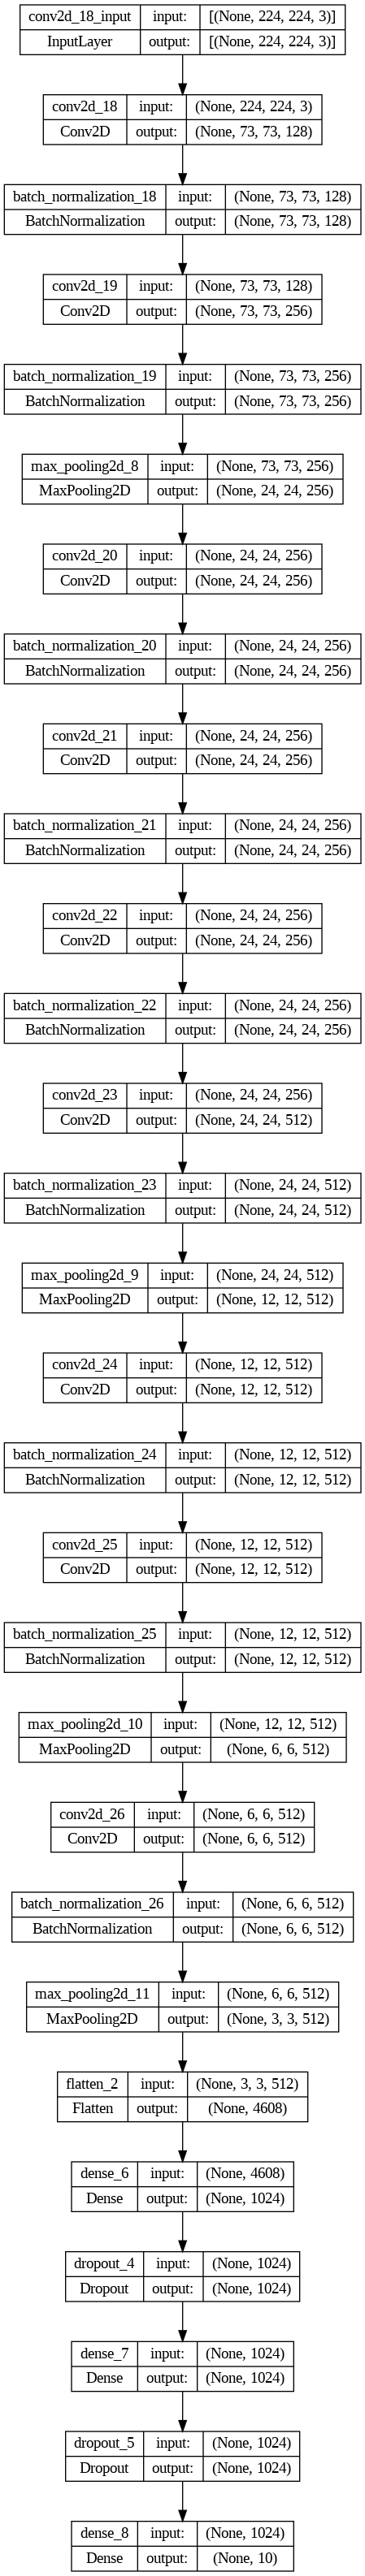 conv2d_18_input input: [(None, 224, 224, 3)]
InputLayer output: [(None, 224, 224, 3)]
conv2d_18 input: (None, 224, 224, 3)
Conv2D output: (None, 73, 73, 128)
batch_normalization_18 input: (None, 73, 73, 128)
BatchNormalization output: (None, 73, 73, 128)
conv2d_19 input: (None, 73, 73, 128)
Conv2D output: (None, 73, 73, 256)
batch_normalization_19 input: (None, 73, 73, 256)
BatchNormalization output: (None, 73, 73, 256)
max_pooling2d_8 input: (None, 73, 73, 256)
MaxPooling2D output: (None, 24, 24, 256)
conv2d_20 input: (None, 24, 24, 256)
Conv2D output: (None, 24, 24, 256)
batch_normalization_20 input: (None, 24, 24, 256)
BatchNormalization output: (None, 24, 24, 256)
conv2d_21 input: (None, 24, 24, 256)
Conv2D output: (None, 24, 24, 256)
batch_normalization_21 input: (None, 24, 24, 256)
BatchNormalization output: (None, 24, 24, 256)
conv2d_22 input: (None, 24, 24, 256)
Conv2D output: (None, 24, 24, 256)
batch_normalization_22 input: (None, 24, 24, 256)
BatchNormalization output: (None, 24, 24, 256)
conv2d_23 input: (None, 24, 24, 256)
Conv2D output: (None, 24, 24, 512)
batch_normalization_23 input: (None, 24, 24, 512)
BatchNormalization output: (None, 24, 24, 512)
max_pooling2d_9 input: (None, 24, 24, 512)
MaxPooling2D output: (None, 12, 12, 512)
conv2d_24 input: (None, 12, 12, 512)
Conv2D output: (None, 12, 12, 512)
batch_normalization_24 input: (None, 12, 12, 512)
BatchNormalization output: (None, 12, 12, 512)
conv2d_25 input: (None, 12, 12, 512)
Conv2D output: (None, 12, 12, 512)
batch_normalization_25 input: (None, 12, 12, 512)
BatchNormalization output: (None, 12, 12, 512)
max_pooling2d_10 input: (None, 12, 12, 512)
MaxPooling2D output: (None, 6, 6, 512)
conv2d_26 input: (None, 6, 6, 512)
Conv2D output: (None, 6, 6, 512)
batch_normalization_26 input: (None, 6, 6, 512)
BatchNormalization output: (None, 6, 6, 512)
max_pooling2d_11 input: (None, 6, 6, 512)
MaxPooling2D output: (None, 3, 3, 512)
flatten_2 input: (None, 3, 3, 512)
Flatten output: (None, 4608)
dense_6 input: (None, 4608)
Dense output: (None, 1024)
dropout_4 input: (None, 1024)
Dropout output: (None, 1024)
dense_7 input: (None, 1024)
Dense output: (None, 1024)
dropout_5 input: (None, 1024)
Dropout output: (None, 1024)
dense_8 input: (None, 1024)
Dense output: (None, 10)